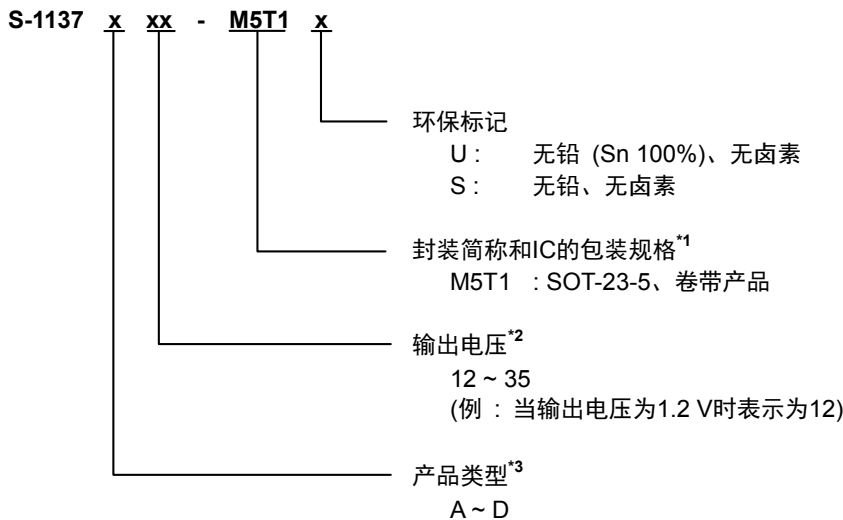 S-1137 x xx - M5T1 x
环保标记
U : 无铅 (Sn 100%)、无卤素
S : 无铅、无卤素
封装简称和IC的包装规格*1
M5T1 : SOT-23-5、卷带产品
输出电压*2
12 ~ 35
(例 : 当输出电压为1.2 V时表示为12)
产品类型*3
A ~ D